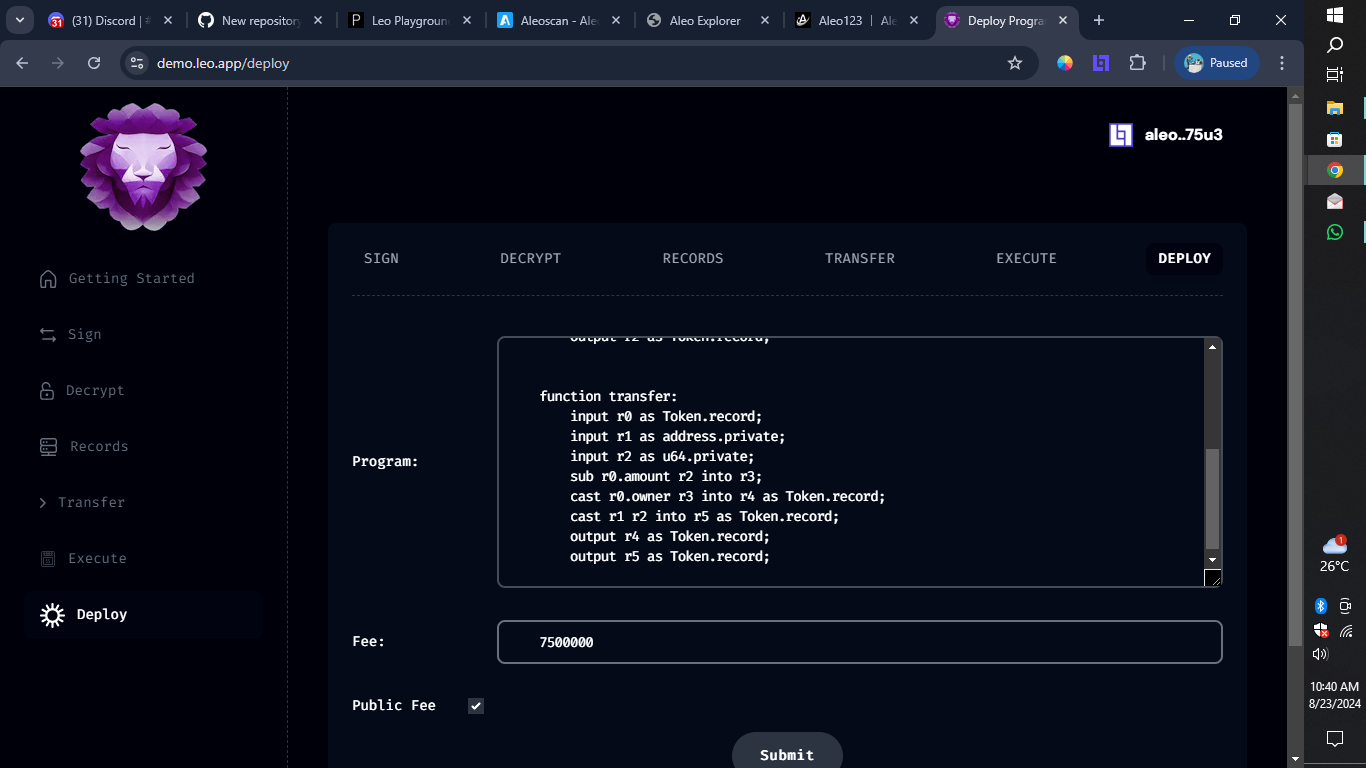 (31) Discord | #
New repository
Leo Playground
Aleoscan - Aleo
Aleo Explorer
Aleo123 | Ale
Deploy Program
demo.leo.app/deploy
Paused
aleo..75u3
SIGN
DECRYPT
RECORDS
TRANSFER
EXECUTE
DEPLOY
Getting Started
Sign
Decrypt
Records
Transfer
Execute
Deploy
Program:
output r2 as Token.record;
function transfer:
input r0 as Token.record;
input r1 as address.private;
input r2 as u64.private;
sub r0.amount r2 into r3;
cast r0.owner r3 into r4 as Token.record;
cast r1 r2 into r5 as Token.record;
output r4 as Token.record;
output r5 as Token.record;
Fee:
7500000
Public Fee
Submit
1
26°C
10:40 AM
8/23/2024